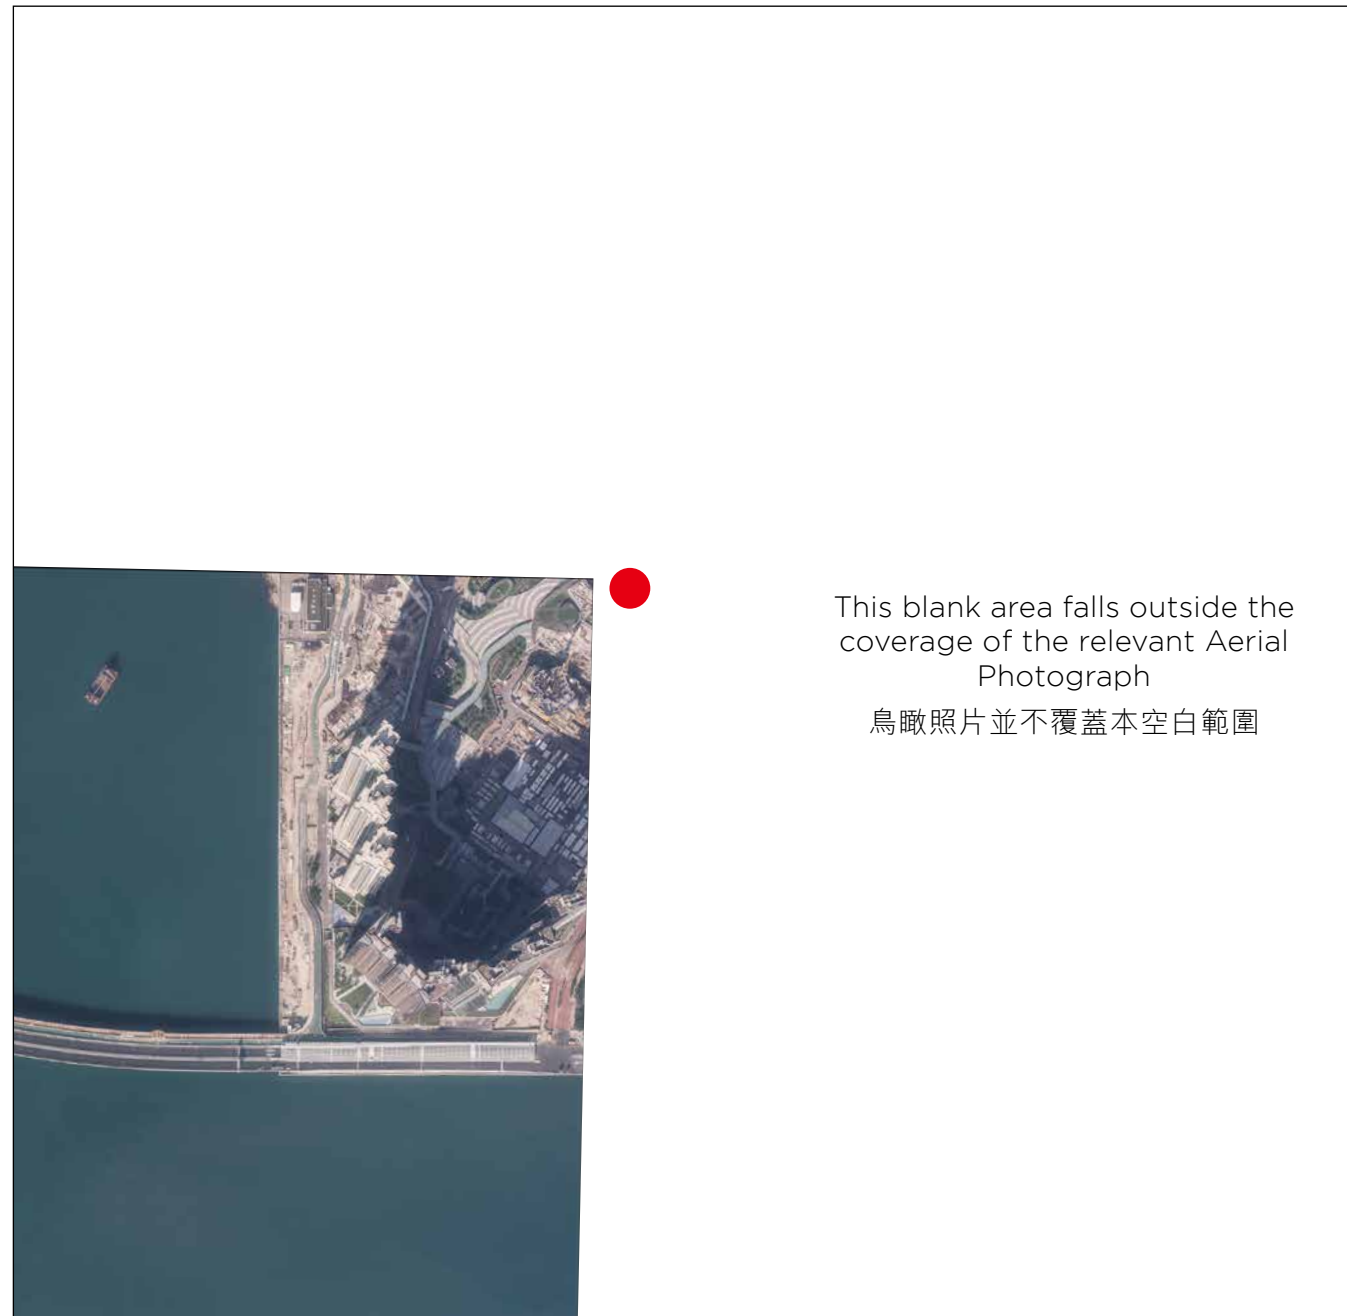 This blank area falls outside the
coverage of the relevant Aerial
Photograph
鳥瞰照片並不覆蓋本空白範圍